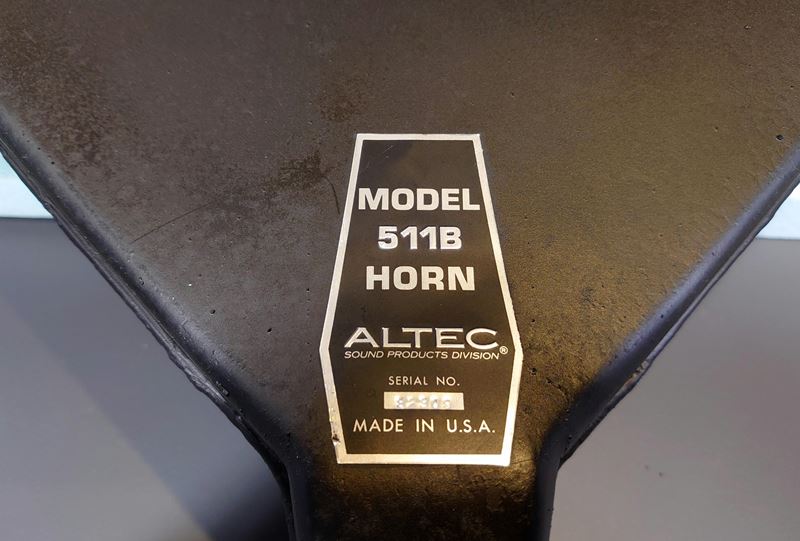 MODEL
511B
HORN
ALTEC®
SOUND PRODUCTS DIVISION
SERIAL NO.
MADE IN U.S.A.